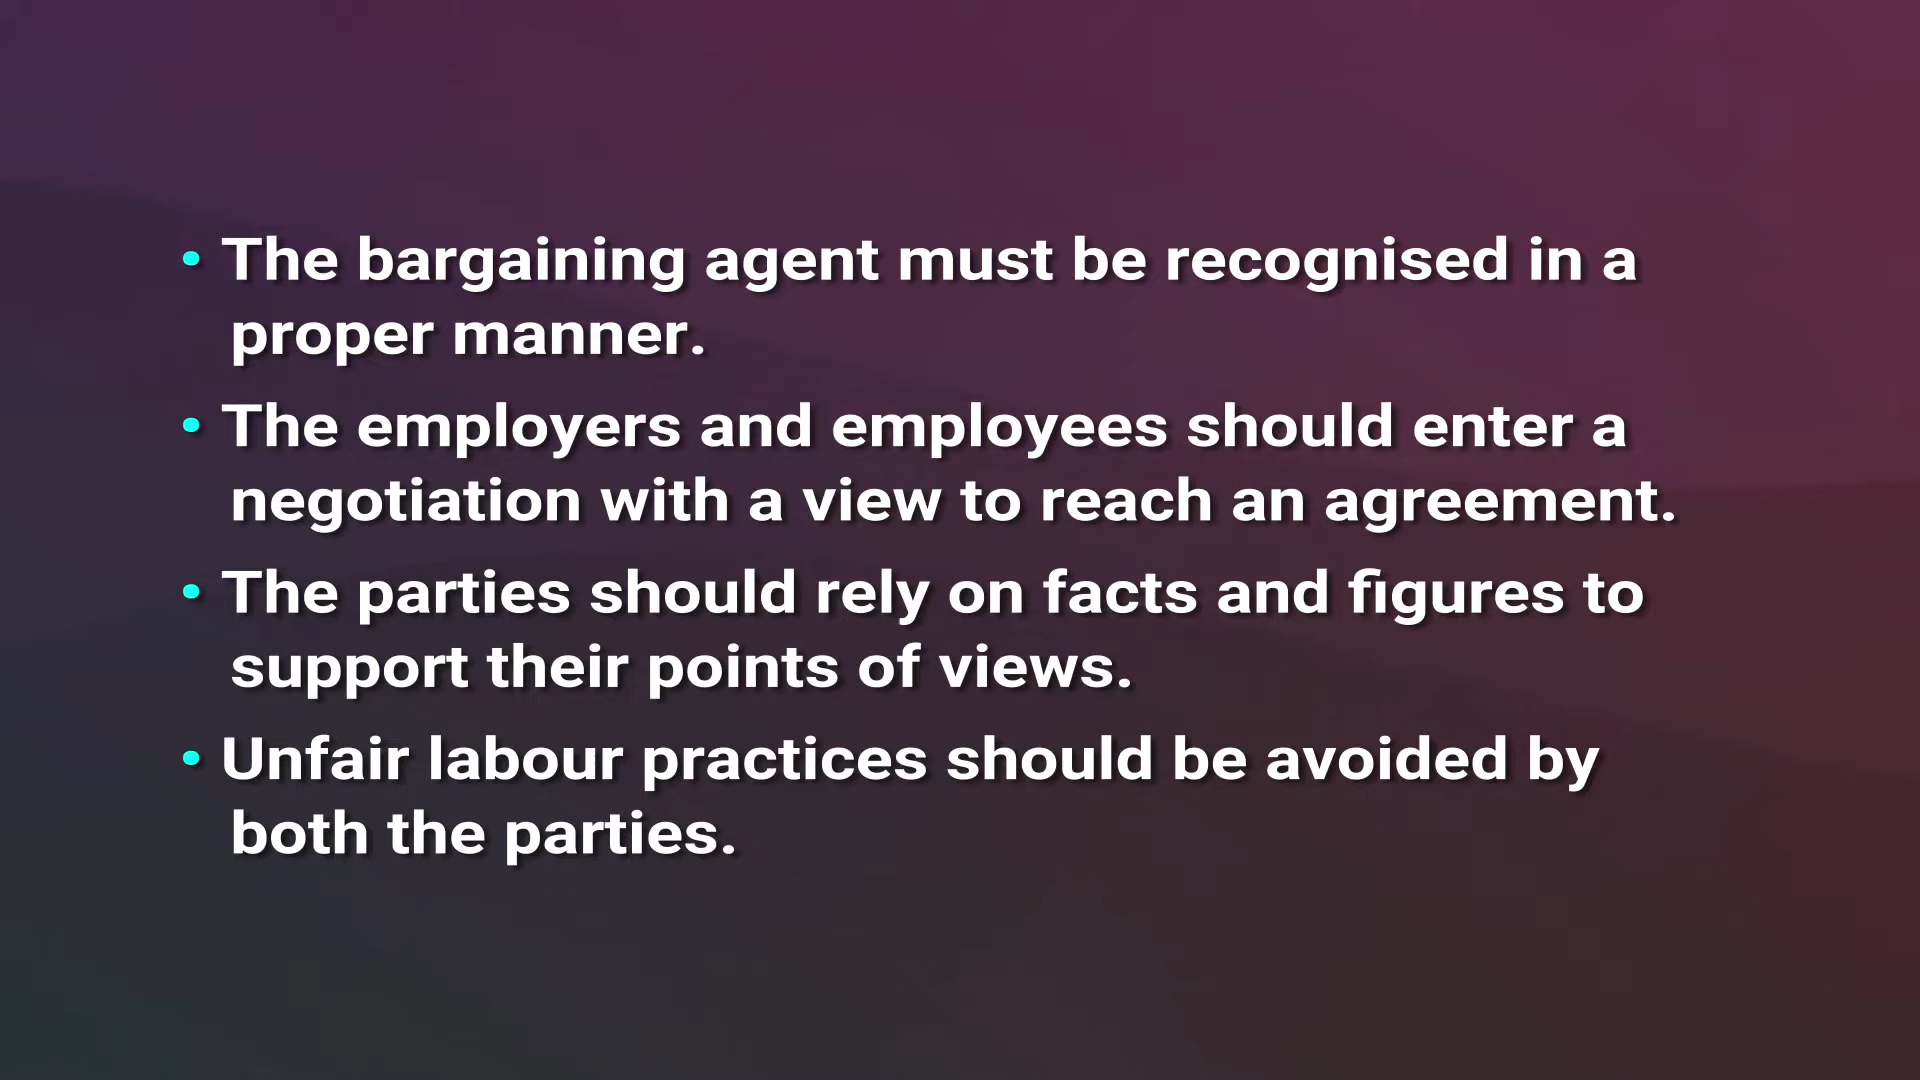 • The bargaining agent must be recognised in a
proper manner.
• The employers and employees should enter a
negotiation with a view to reach an agreement.
• The parties should rely on facts and figures to
support their points of views.
• Unfair labour practices should be avoided by
both the parties.